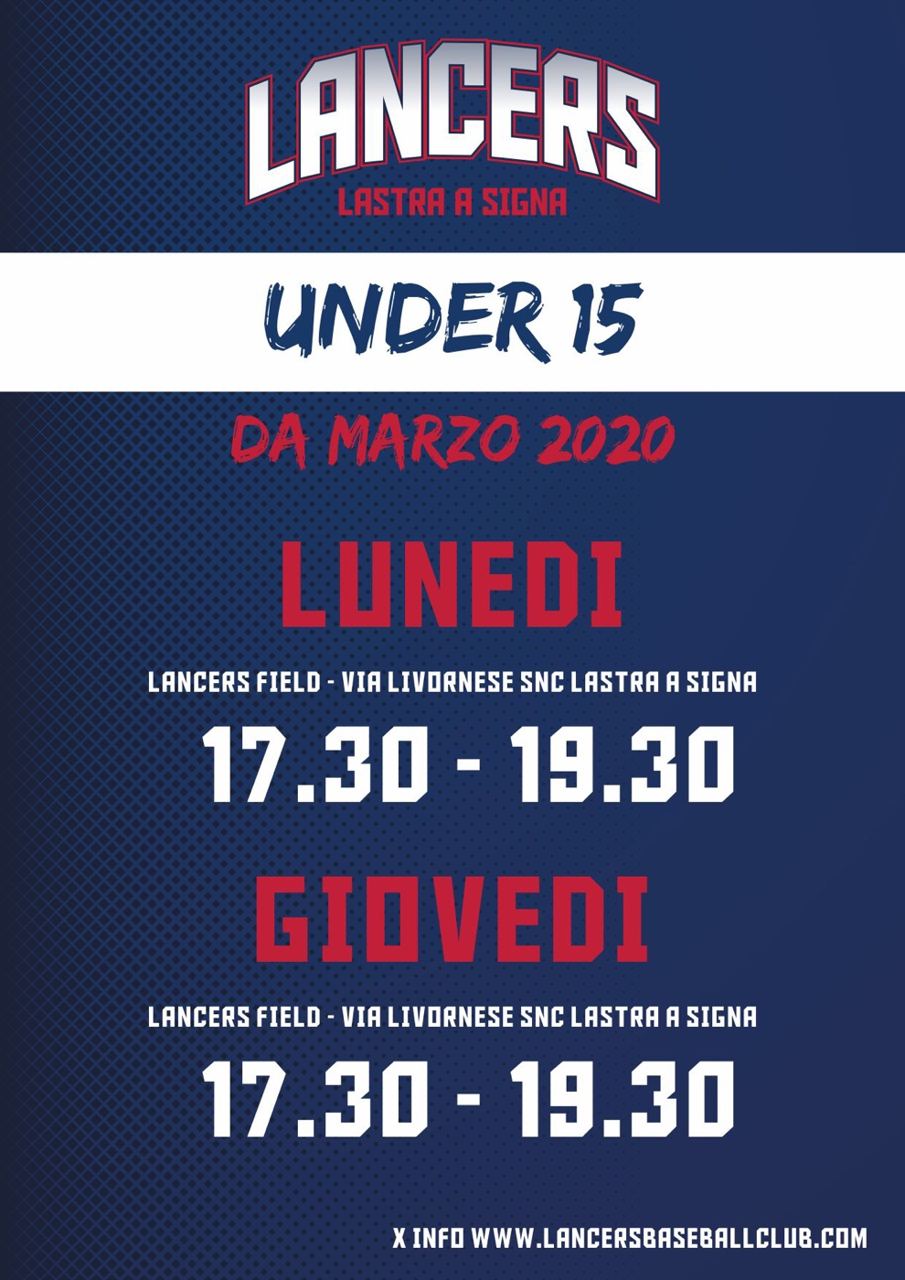 LANCERS
LASTRA A SIGNA
UNDER 15
DA MARZO 2020
LUNEDI
LANCERS FIELD - VIA LIVORNESE SNC LASTRA A SIGNA
17.30 - 19.30
GIOVEDI
LANCERS FIELD - VIA LIVORNESE SNC LASTRA A SIGNA
17.30 - 19.30
X INFO WWW.LANCERSBASEBALLCLUB.COM